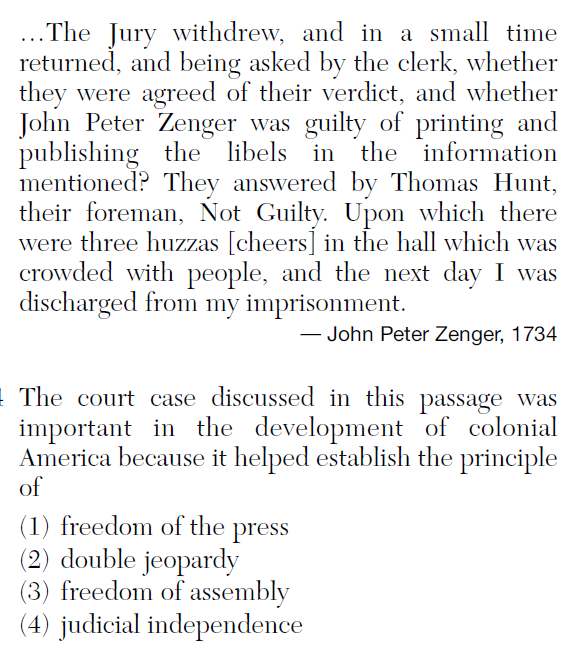 ...The Jury withdrew, and in a small time
returned, and being asked by the clerk, whether
they were agreed of their verdict, and whether
John Peter Zenger was guilty of printing and
publishing the libels in the information
mentioned? They answered by Thomas Hunt,
their foreman, Not Guilty. Upon which there
were three huzzas [cheers] in the hall which was
crowded with people, and the next day I was
discharged from my imprisonment.
— John Peter Zenger, 1734
The court case discussed in this passage was
important in the development of colonial
America because it helped establish the principle
of
(1) freedom of the press
(2) double jeopardy
(3) freedom of assembly
(4) judicial independence